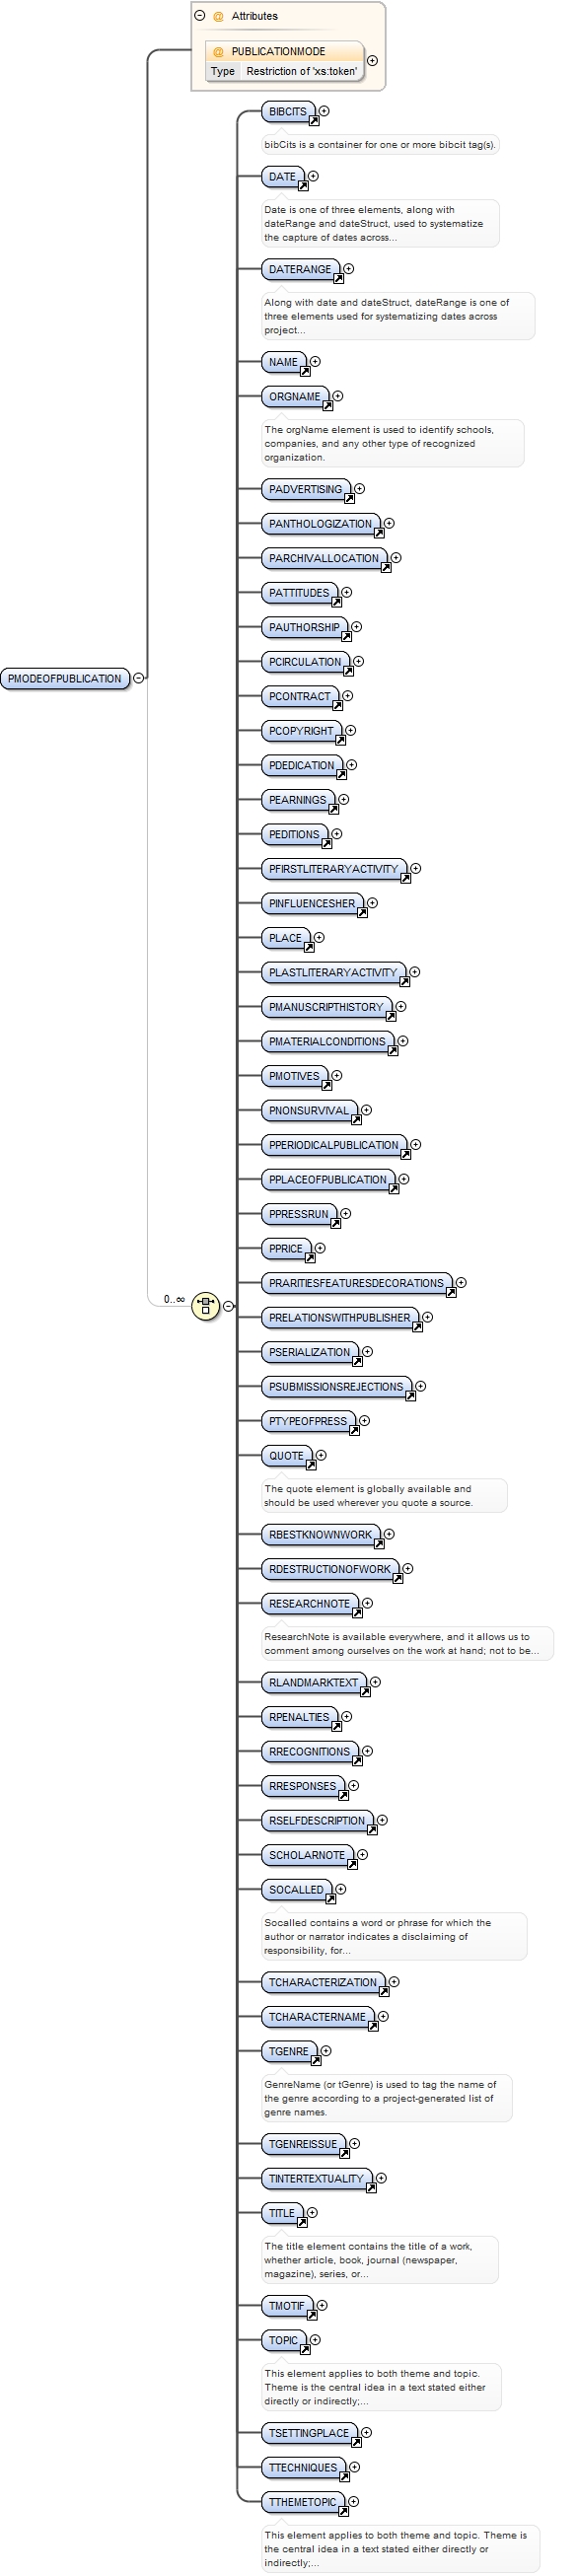 Attributes
PUBLICATIONMODE
Type Restriction of 'xs:token'
BIBCITS
bibCits is a container for one or more bibcit tag(s).
DATE
Date is one of three elements, along with
dateRange and dateStruct, used to systematize
the capture of dates across...
DATERANGE
Along with date and dateStruct, dateRange is one of
three elements used for systematizing dates across
project...
NAME
ORGNAME
The orgName element is used to identify schools,
companies, and any other type of recognized
organization.
PADVERTISING
PANTHOLOGIZATION
PARCHIVALLOCATION
PATTITUDES
PAUTHORSHIP
PCIRCULATION
PMODEOFPUBLICATION
PCONTRACT
PCOPYRIGHT
PDEDICATION
PEARNINGS
PEDITIONS
PFIRSTLITERARYACTIVITY
PINFLUENCESHER
PLACE
PLASTLITERARYACTIVITY
PMANUSCRIPTHISTORY
PMATERIALCONDITIONS
PMOTIVES
PNONSURVIVAL
PPERIODICALPUBLICATION
PPLACEOFPUBLICATION
PPRESSRUN
PPRICE
PRARITIESFEATURESDECORATIONS
0..∞
PRELATIONSWITHPUBLISHER
PSERIALIZATION
PSUBMISSIONSREJECTIONS
PTYPEOFPRESS
QUOTE
The quote element is globally available and
should be used wherever you quote a source.
RBESTKNOWNWORK
RDESTRUCTIONOFWORK
RESEARCHNOTE
ResearchNote is available everywhere, and it allows us to
comment among ourselves on the work at hand; not to be...
RLANDMARKTEXT
RPENALTIES
RRECOGNITIONS
RRESPONSES
RSELFDESCRIPTION
SCHOLARNOTE
SOCALLED
Socalled contains a word or phrase for which the
author or narrator indicates a disclaiming of
responsibility, for...
TCHARACTERIZATION
TCHARACTERNAME
TGENRE
GenreName (or tGenre) is used to tag the name of
the genre according to a project-generated list of
genre names.
TGENREISSUE
TINTERTEXTUALITY
TITLE
The title element contains the title of a work,
whether article, book, journal (newspaper,
magazine), series, or...
TMOTIF
TOPIC
This element applies to both theme and topic.
Theme is the central idea in a text stated either
directly or indirectly;...
TSETTINGPLACE
TTECHNIQUES
TTHEMETOPIC
This element applies to both theme and topic. Theme is
the central idea in a text stated either directly or
indirectly;...